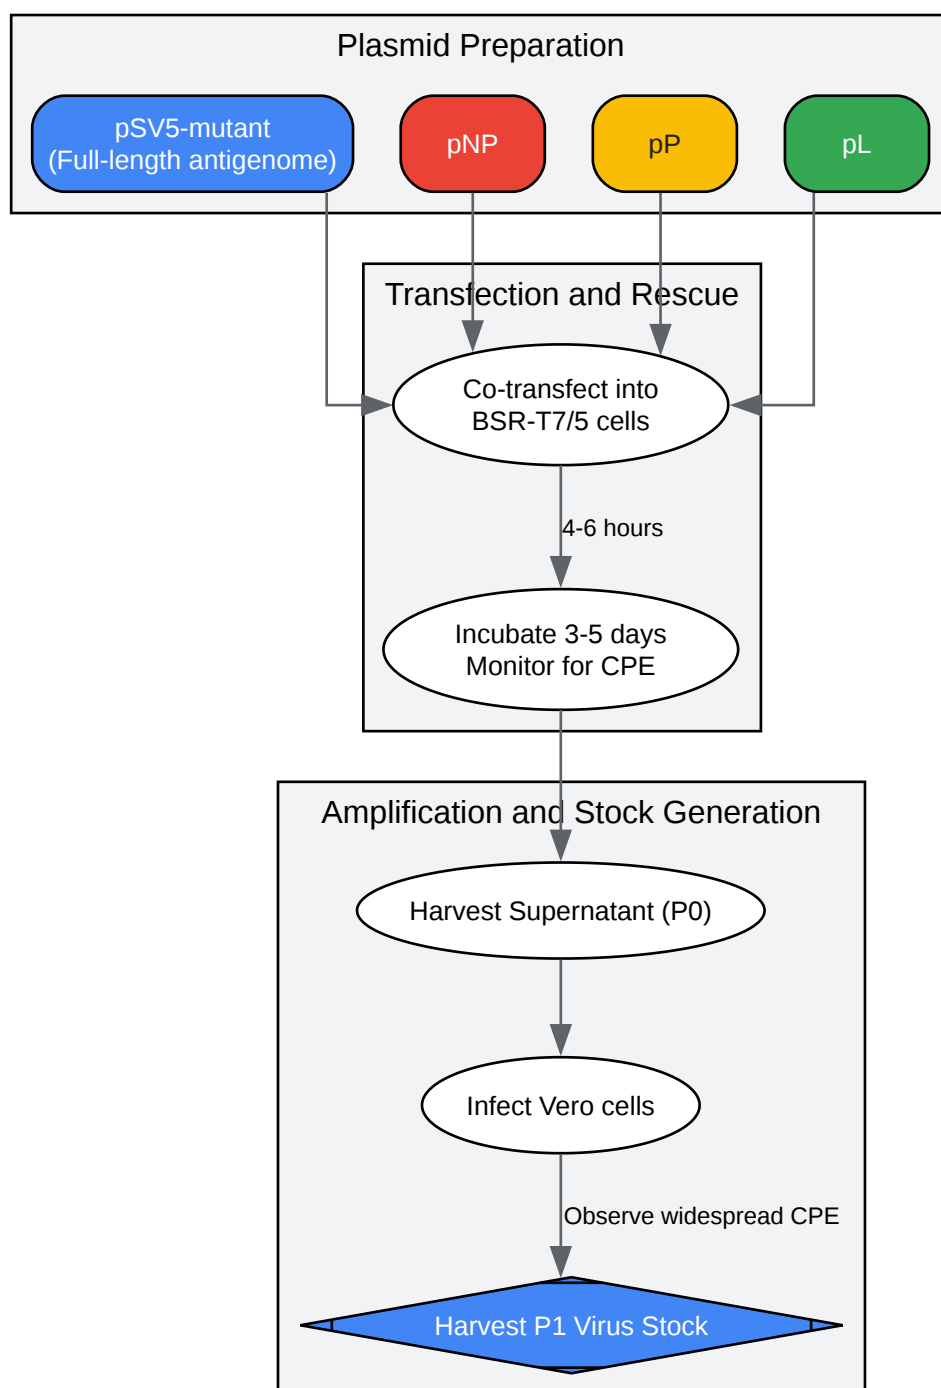 Plasmid Preparation
pSV5-mutant
(Full-length antigenome)
pNP
pP
pL
Transfection and Rescue
Co-transfect into
BSR-T7/5 cells
4-6 hours
Incubate 3-5 days
Monitor for CPE
Amplification and Stock Generation
Harvest Supernatant (P0)
Infect Vero cells
Observe widespread CPE
Harvest P1 Virus Stock